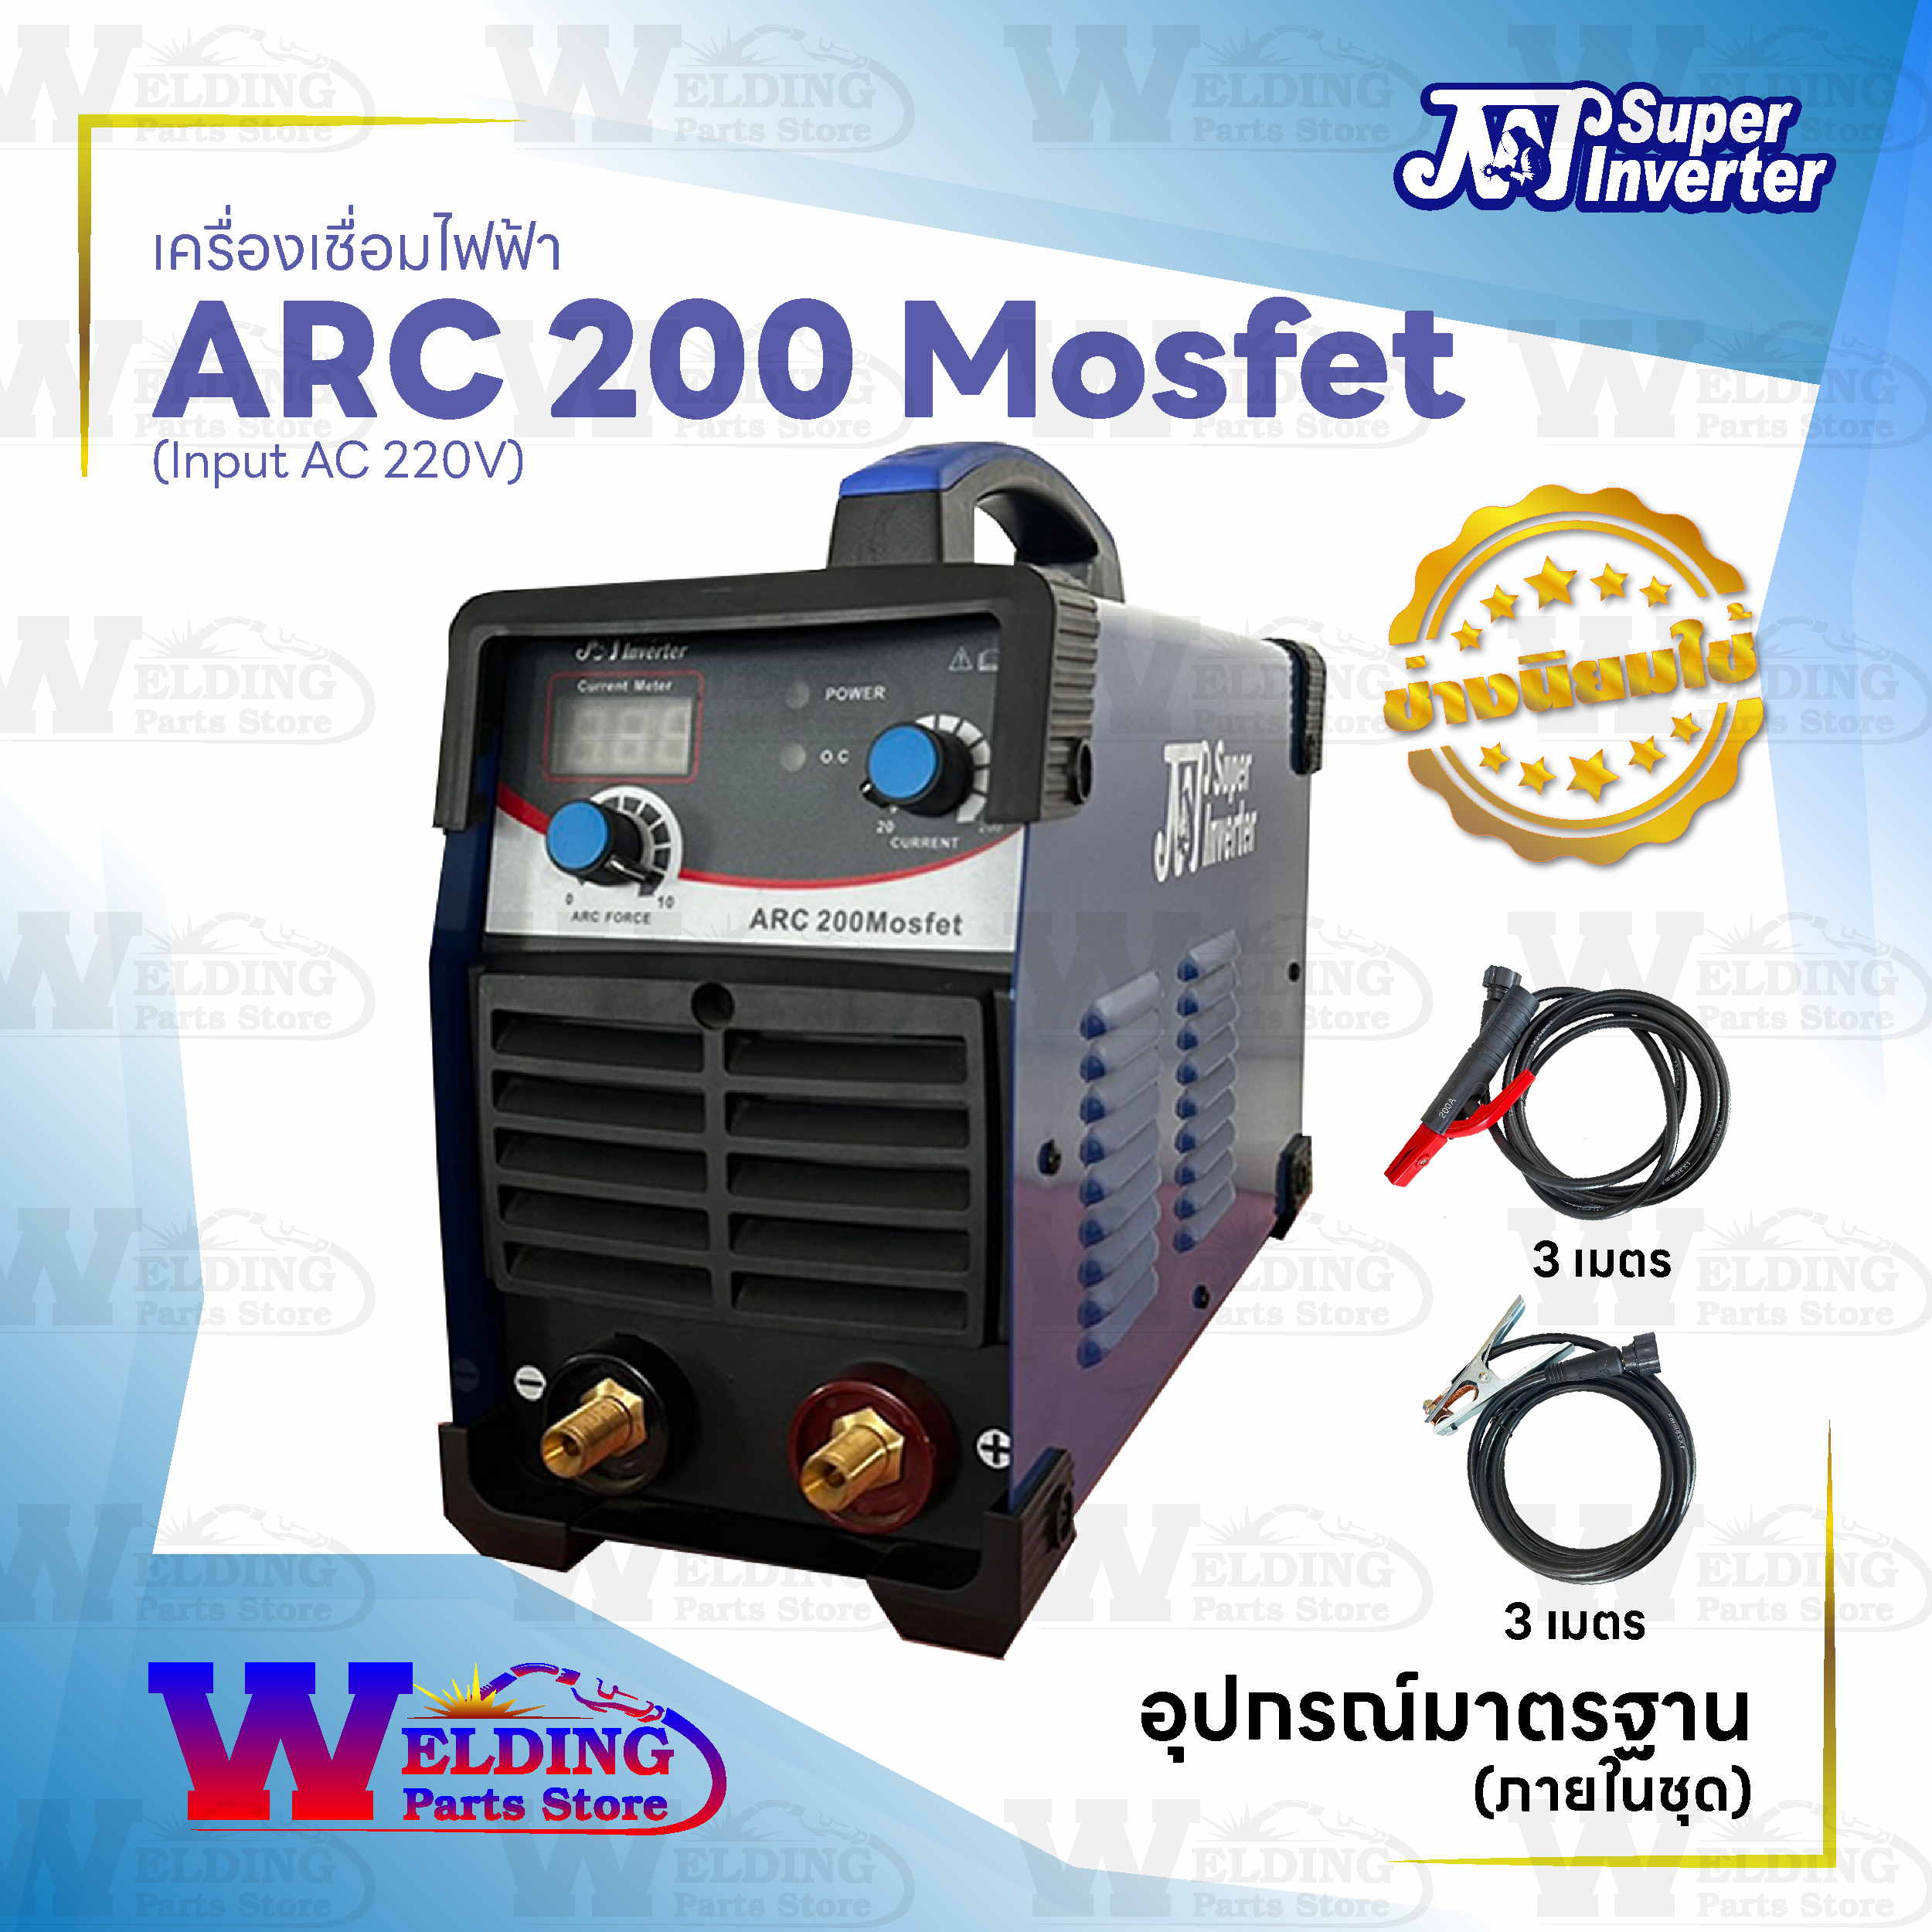 Super
Inverter
เครื่องเชื่อมไฟฟ้า
ARC 200 Mosfet
(Input AC 220V)
ช่างนิยมใช้
Inverter
Current Meter
POWER
O.C
20
200
CURRENT
0
10
ARC FORCE
ARC 200Mosfet
Super
Inverter
200A
3 เมตร
3 เมตร
อุปกรณ์มาตรฐาน
(ภายในชุด)
WELDING
Parts Store